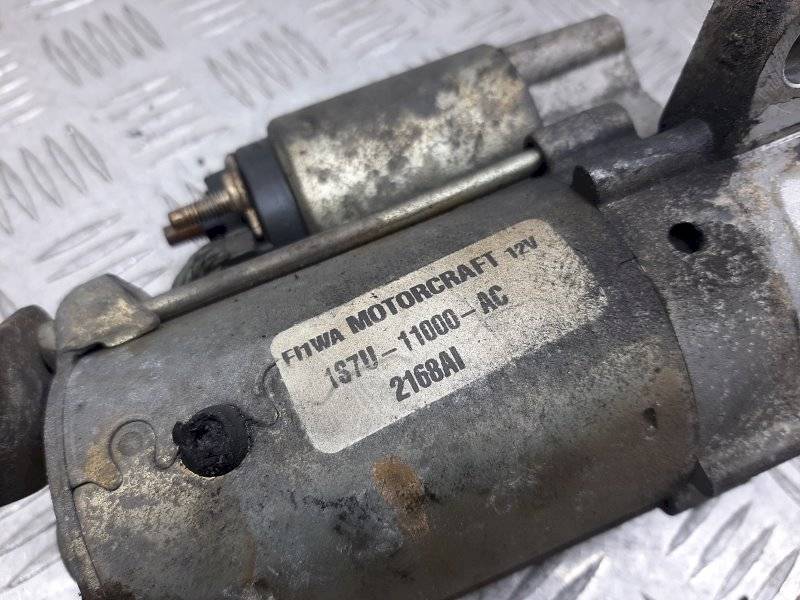 MOTORCRAFT 12V
1S7U-11000-AC
2168AI